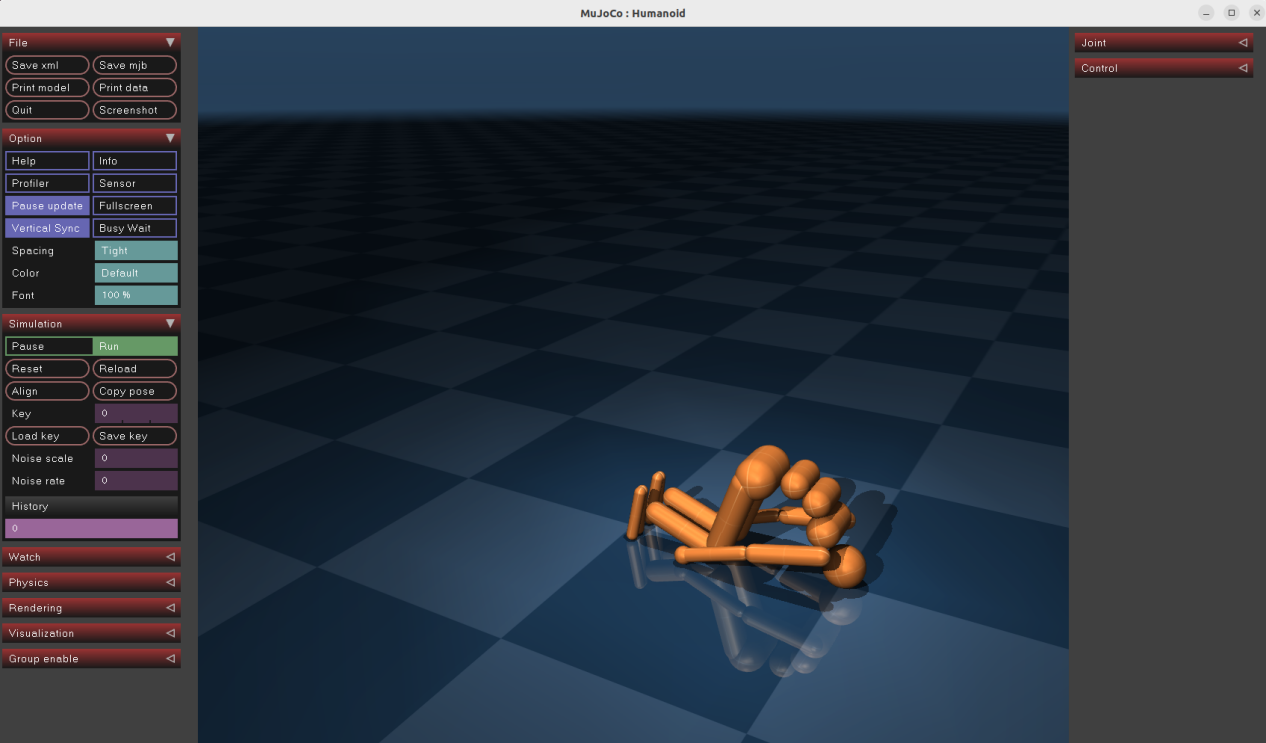 MuJoCo : Humanoid
File
Save xml Save mjb
Print model Print data
Quit Screenshot
Option
Help Info
Profiler Sensor
Pause update Fullscreen
Vertical Sync Busy Wait
Spacing Tight
Color Default
Font 100 %
Simulation
Pause Run
Reset Reload
Align Copy pose
Key 0
Load key Save key
Noise scale 0
Noise rate 0
History
0
Watch
Physics
Rendering
Visualization
Group enable
Joint
Control